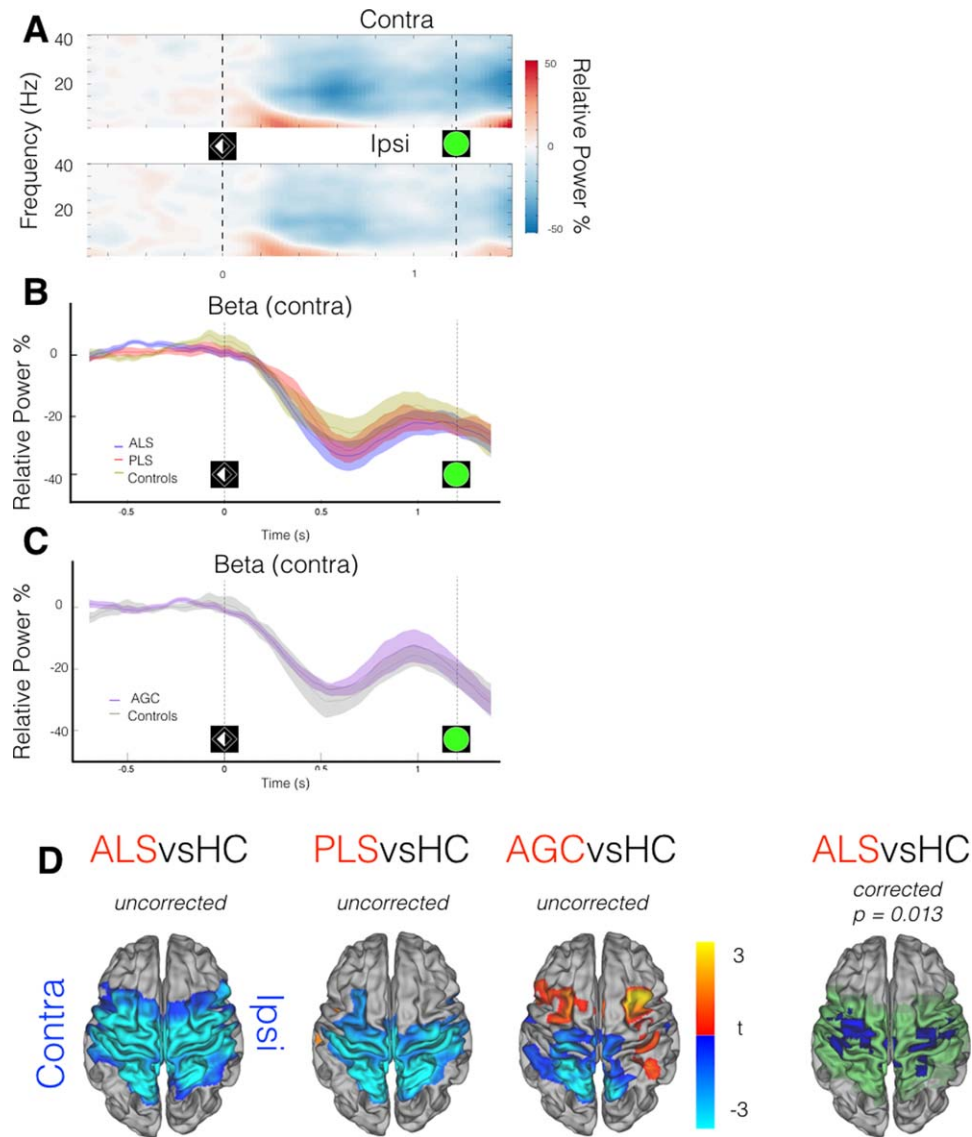 A
Contra
40
20
50
0
-50
Relative Power %
Frequency (Hz)
Ipsi
40
20
0
1
B
Beta (contra)
Relative Power %
0
-20
-40
ALS
PLS
Controls
-0.5
0
0.5
1
Time (s)
C
Beta (contra)
Relative Power %
0
-20
-40
AGC
Controls
-0.5
0
0.5
1
Time (s)
D
ALSvsHC
PLSvsHC
AGCvsHC
ALSvsHC
uncorrected
uncorrected
uncorrected
corrected
p = 0.013
Contra
Ipsi
3
t
-3